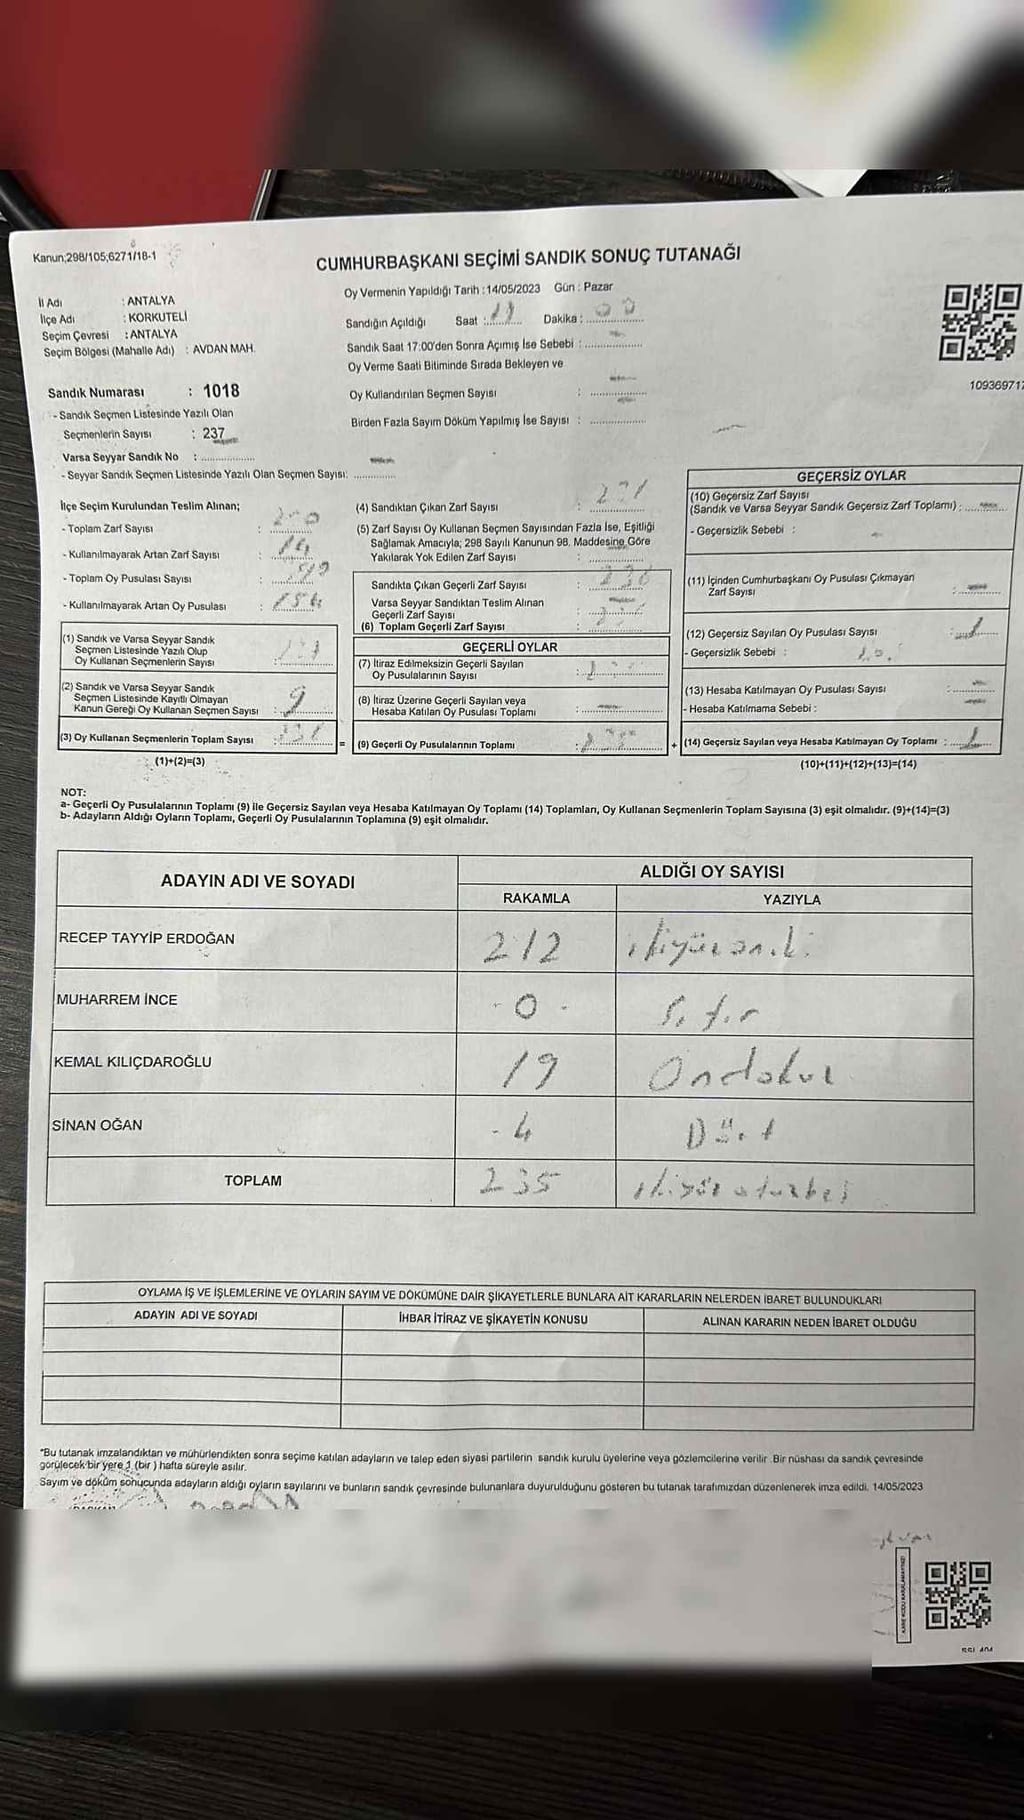 Kanun;298/105;6271/18-1
CUMHURBAŞKANI SEÇİMİ SANDIK SONUÇ TUTANAĞI
İl Adı : ANTALYA
İlçe Adı : KORKUTELİ
Seçim Çevresi : ANTALYA
Seçim Bölgesi (Mahalle Adı) : AVDAN MAH.
Oy Vermenin Yapıldığı Tarih :14/05/2023 Gün : Pazar
Sandığın Açıldığı Saat : Dakika :
Sandık Saat 17:00'den Sonra Açımış İse Sebebi :
Oy Verme Saati Bitiminde Sırada Bekleyen ve
Oy Kullandırılan Seçmen Sayısı :
Birden Fazla Sayım Döküm Yapılmış İse Sayısı :
10936971
Sandık Numarası : 1018
- Sandık Seçmen Listesinde Yazılı Olan
Seçmenlerin Sayısı : 237
Varsa Seyyar Sandık No :
- Seyyar Sandık Seçmen Listesinde Yazılı Olan Seçmen Sayısı:
İlçe Seçim Kurulundan Teslim Alınan;
- Toplam Zarf Sayısı :
- Kullanılmayarak Artan Zarf Sayısı : 14
- Toplam Oy Pusulası Sayısı :
- Kullanılmayarak Artan Oy Pusulası : 154
(1) Sandık ve Varsa Seyyar Sandık
Seçmen Listesinde Yazılı Olup
Oy Kullanan Seçmenlerin Sayısı :
(2) Sandık ve Varsa Seyyar Sandık
Seçmen Listesinde Kayıtlı Olmayan
Kanun Gereği Oy Kullanan Seçmen Sayısı : 9
(3) Oy Kullanan Seçmenlerin Toplam Sayısı :
(1)+(2)=(3)
(4) Sandıktan Çıkan Zarf Sayısı :
(5) Zarf Sayısı Oy Kullanan Seçmen Sayısından Fazla İse, Eşitliği
Sağlamak Amacıyla; 298 Sayılı Kanunun 98. Maddesine Göre
Yakılarak Yok Edilen Zarf Sayısı :
Sandıkta Çıkan Geçerli Zarf Sayısı : 236
Varsa Seyyar Sandıktan Teslim Alınan
Geçerli Zarf Sayısı :
(6) Toplam Geçerli Zarf Sayısı :
GEÇERLİ OYLAR
(7) İtiraz Edilmeksizin Geçerli Sayılan
Oy Pusulalarının Sayısı :
(8) İtiraz Üzerine Geçerli Sayılan veya
Hesaba Katılan Oy Pusulası Toplamı :
= (9) Geçerli Oy Pusulalarının Toplamı : 235
GEÇERSİZ OYLAR
(10) Geçersiz Zarf Sayısı
(Sandık ve Varsa Seyyar Sandık Geçersiz Zarf Toplamı) :
- Geçersizlik Sebebi :
(11) İçinden Cumhurbaşkanı Oy Pusulası Çıkmayan
Zarf Sayısı :
(12) Geçersiz Sayılan Oy Pusulası Sayısı : 1
- Geçersizlik Sebebi :
(13) Hesaba Katılmayan Oy Pusulası Sayısı :
- Hesaba Katılmama Sebebi :
+ (14) Geçersiz Sayılan veya Hesaba Katılmayan Oy Toplamı : 1
(10)+(11)+(12)+(13)=(14)
NOT:
a- Geçerli Oy Pusulalarının Toplamı (9) ile Geçersiz Sayılan veya Hesaba Katılmayan Oy Toplamı (14) Toplamları, Oy Kullanan Seçmenlerin Toplam Sayısına (3) eşit olmalıdır. (9)+(14)=(3)
b- Adayların Aldığı Oyların Toplamı, Geçerli Oy Pusulalarının Toplamına (9) eşit olmalıdır.
ADAYIN ADI VE SOYADI ALDIĞI OY SAYISI
RAKAMLA YAZIYLA
RECEP TAYYİP ERDOĞAN 212 ikiyüzoniki
MUHARREM İNCE - 0 - Sıfır
KEMAL KILIÇDAROĞLU 19 Ondokuz
SİNAN OĞAN - 4 Dört
TOPLAM 235 ikiyüzotuzbeş
OYLAMA İŞ VE İŞLEMLERİNE VE OYLARIN SAYIM VE DÖKÜMÜNE DAİR ŞİKAYETLERLE BUNLARA AİT KARARLARIN NELERDEN İBARET BULUNDUKLARI
ADAYIN ADI VE SOYADI İHBAR İTİRAZ VE ŞİKAYETİN KONUSU ALINAN KARARIN NEDEN İBARET OLDUĞU
*Bu tutanak imzalandıktan ve mühürlendikten sonra seçime katılan adayların ve talep eden siyasi partilerin sandık kurulu üyelerine veya gözlemcilerine verilir .Bir nüshası da sandık çevresinde
görülecek bir yere 1 (bir ) hafta süreyle asılır.
Sayım ve döküm sonucunda adayların aldığı oyların sayılarını ve bunların sandık çevresinde bulunanlara duyurulduğunu gösteren bu tutanak tarafımızdan düzenlenerek imza edildi. 14/05/2023
KARE KODU KARALAMAYINIZ!